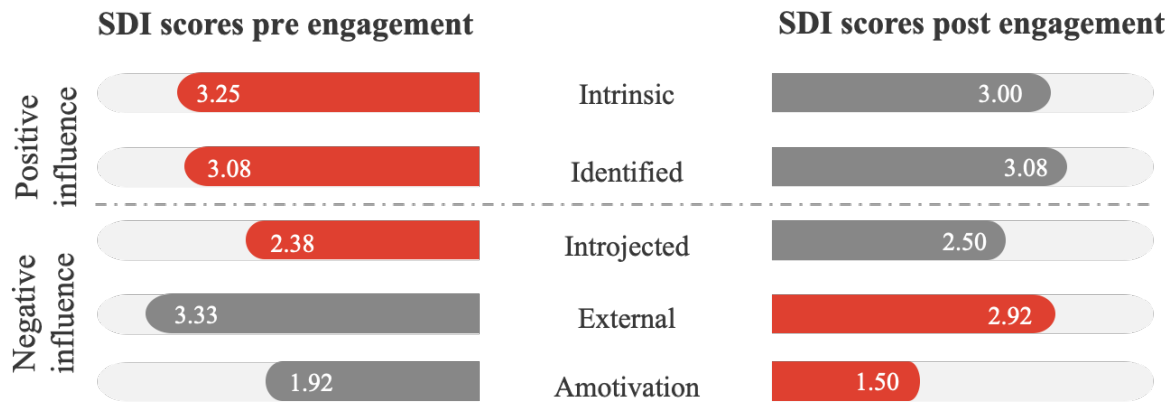 SDI scores pre engagement
SDI scores post engagement
Positive
influence
3.25
Intrinsic
3.00
3.08
Identified
3.08
Negative
influence
2.38
Introjected
2.50
3.33
External
2.92
1.92
Amotivation
1.50